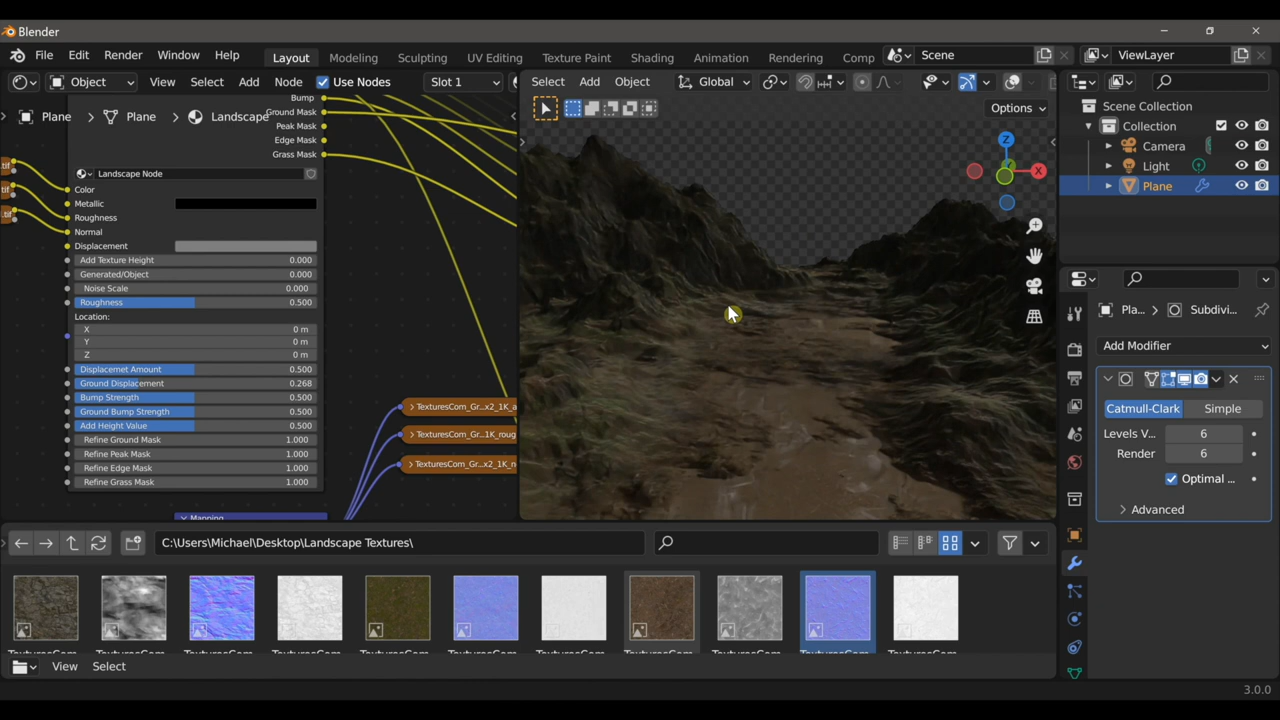 Blender
File Edit Render Window Help Layout Modeling Sculpting UV Editing Texture Paint Shading Animation Rendering Comp Scene ViewLayer
Object View Select Add Node Use Nodes Slot 1
Select Add Object Global
Options
Plane Plane Landscape
Bump
Ground Mask
Peak Mask
Edge Mask
Grass Mask
Landscape Node
Color
Metallic
Roughness
Normal
Displacement
Add Texture Height 0.000
Generated/Object 0.000
Noise Scale 0.000
Roughness 0.500
Location:
X 0 m
Y 0 m
Z 0 m
Displacemet Amount 0.500
Ground Displacement 0.268
Bump Strength 0.500
Ground Bump Strength 0.500
Add Height Value 0.500
Refine Ground Mask 1.000
Refine Peak Mask 1.000
Refine Edge Mask 1.000
Refine Grass Mask 1.000
Mapping
.tif
.tif
.tif
TexturesCom_Gr...x2_1K_a
TexturesCom_Gr...1K_roug
TexturesCom_Gr...x2_1K_n
Z
X
Scene Collection
Collection
Camera
Light
Plane
Pla... Subdivi...
Add Modifier
Catmull-Clark Simple
Levels V... 6
Render 6
Optimal ...
Advanced
C:\Users\Michael\Desktop\Landscape Textures\
View Select
3.0.0